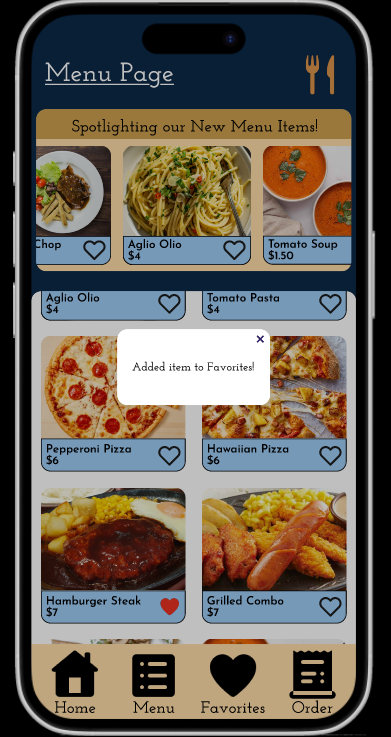 Menu Page
Spotlighting our New Menu Items!
Chop
Aglio Olio
$4
Tomato Soup
$1.50
Aglio Olio
$4
Tomato Pasta
$4
×
Added item to Favorites!
Pepperoni Pizza
$6
Hawaiian Pizza
$6
Hamburger Steak
$7
Grilled Combo
$7
Home
Menu
Favorites
Order